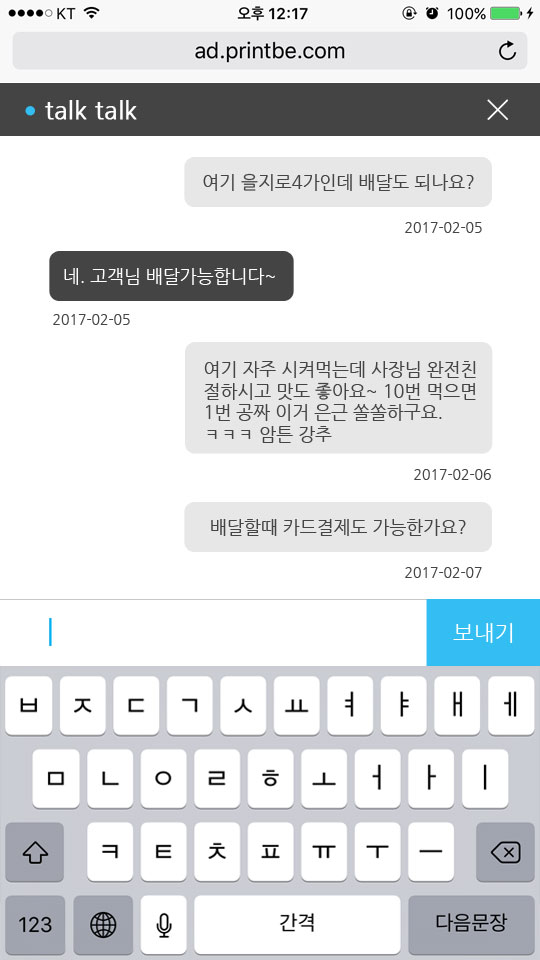 KT 오후 12:17 100%
ad.printbe.com
talk talk
여기 을지로4가인데 배달도 되나요?
2017-02-05
네. 고객님 배달가능합니다~
2017-02-05
여기 자주 시켜먹는데 사장님 완전친
절하시고 맛도 좋아요~ 10번 먹으면
1번 공짜 이거 은근 쏠쏠하구요.
ㅋㅋㅋ 암튼 강추
2017-02-06
배달할때 카드결제도 가능한가요?
2017-02-07
보내기
ㅂ ㅈ ㄷ ㄱ ㅅ ㅛ ㅕ ㅑ ㅐ ㅔ
ㅁ ㄴ ㅇ ㄹ ㅎ ㅗ ㅓ ㅏ ㅣ
ㅋ ㅌ ㅊ ㅍ ㅠ ㅜ ㅡ
123 간격 다음문장